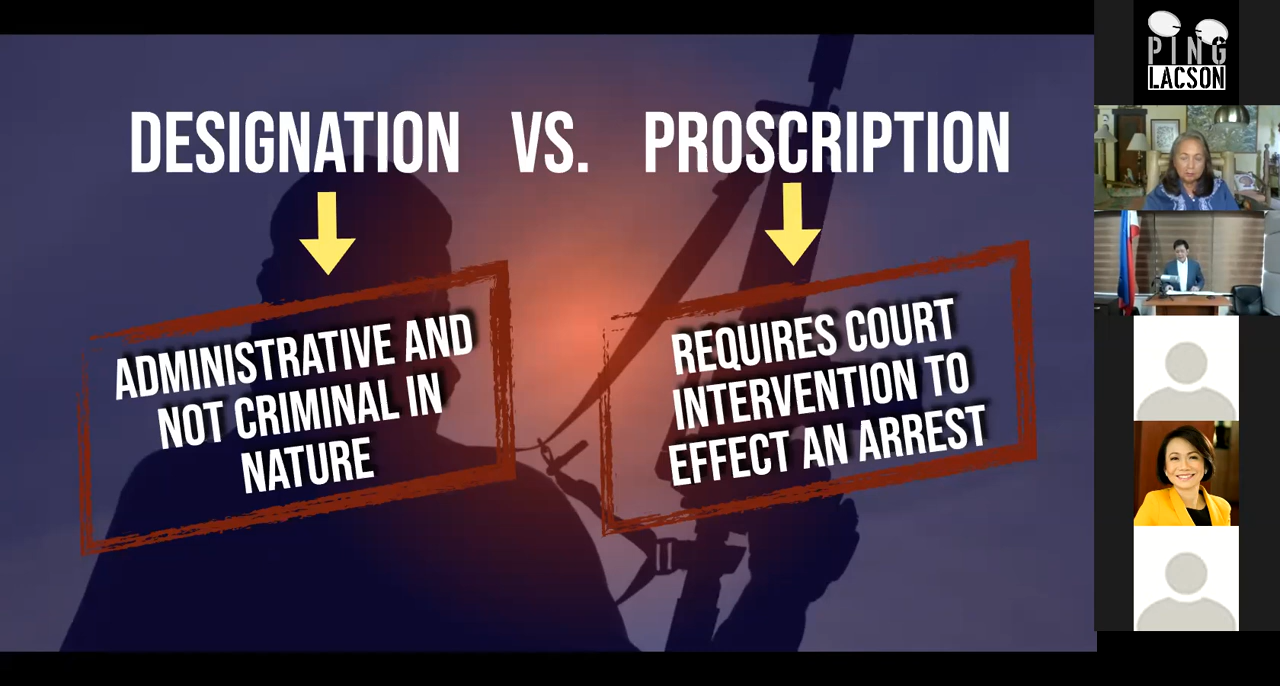 DESIGNATION VS. PROSCRIPTION
ADMINISTRATIVE AND
NOT CRIMINAL IN
NATURE
REQUIRES COURT
INTERVENTION TO
EFFECT AN ARREST
PING
LACSON